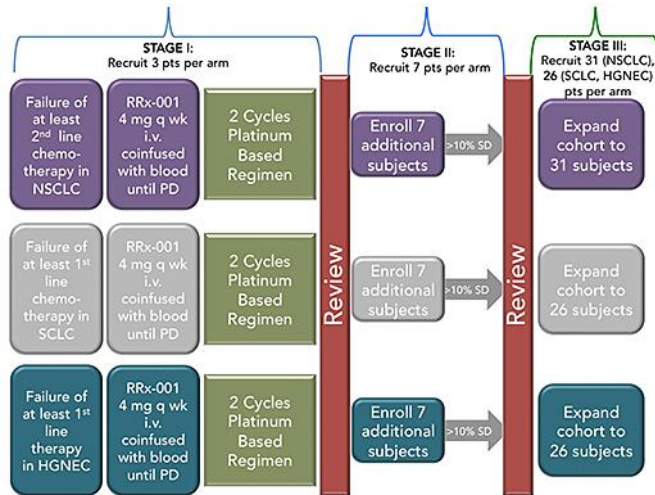 STAGE I:
Recruit 3 pts per arm
STAGE II:
Recruit 7 pts per arm
STAGE III:
Recruit 31 (NSCLC),
26 (SCLC, HGNEC)
pts per arm
Failure of
at least
2nd line
chemo-
therapy in
NSCLC
RRx-001
4 mg q wk
i.v.
coinfused
with blood
until PD
2 Cycles
Platinum
Based
Regimen
Review
Enroll 7
additional
subjects
>10% SD
Review
Expand
cohort to
31 subjects
Failure of
at least 1st
line
chemo-
therapy in
SCLC
RRx-001
4 mg q wk
i.v.
coinfused
with blood
until PD
2 Cycles
Platinum
Based
Regimen
Enroll 7
additional
subjects
>10% SD
Expand
cohort to
26 subjects
Failure of
at least 1st
line
therapy
in HGNEC
RRx-001
4 mg q wk
i.v.
coinfused
with blood
until PD
2 Cycles
Platinum
Based
Regimen
Enroll 7
additional
subjects
>10% SD
Expand
cohort to
26 subjects